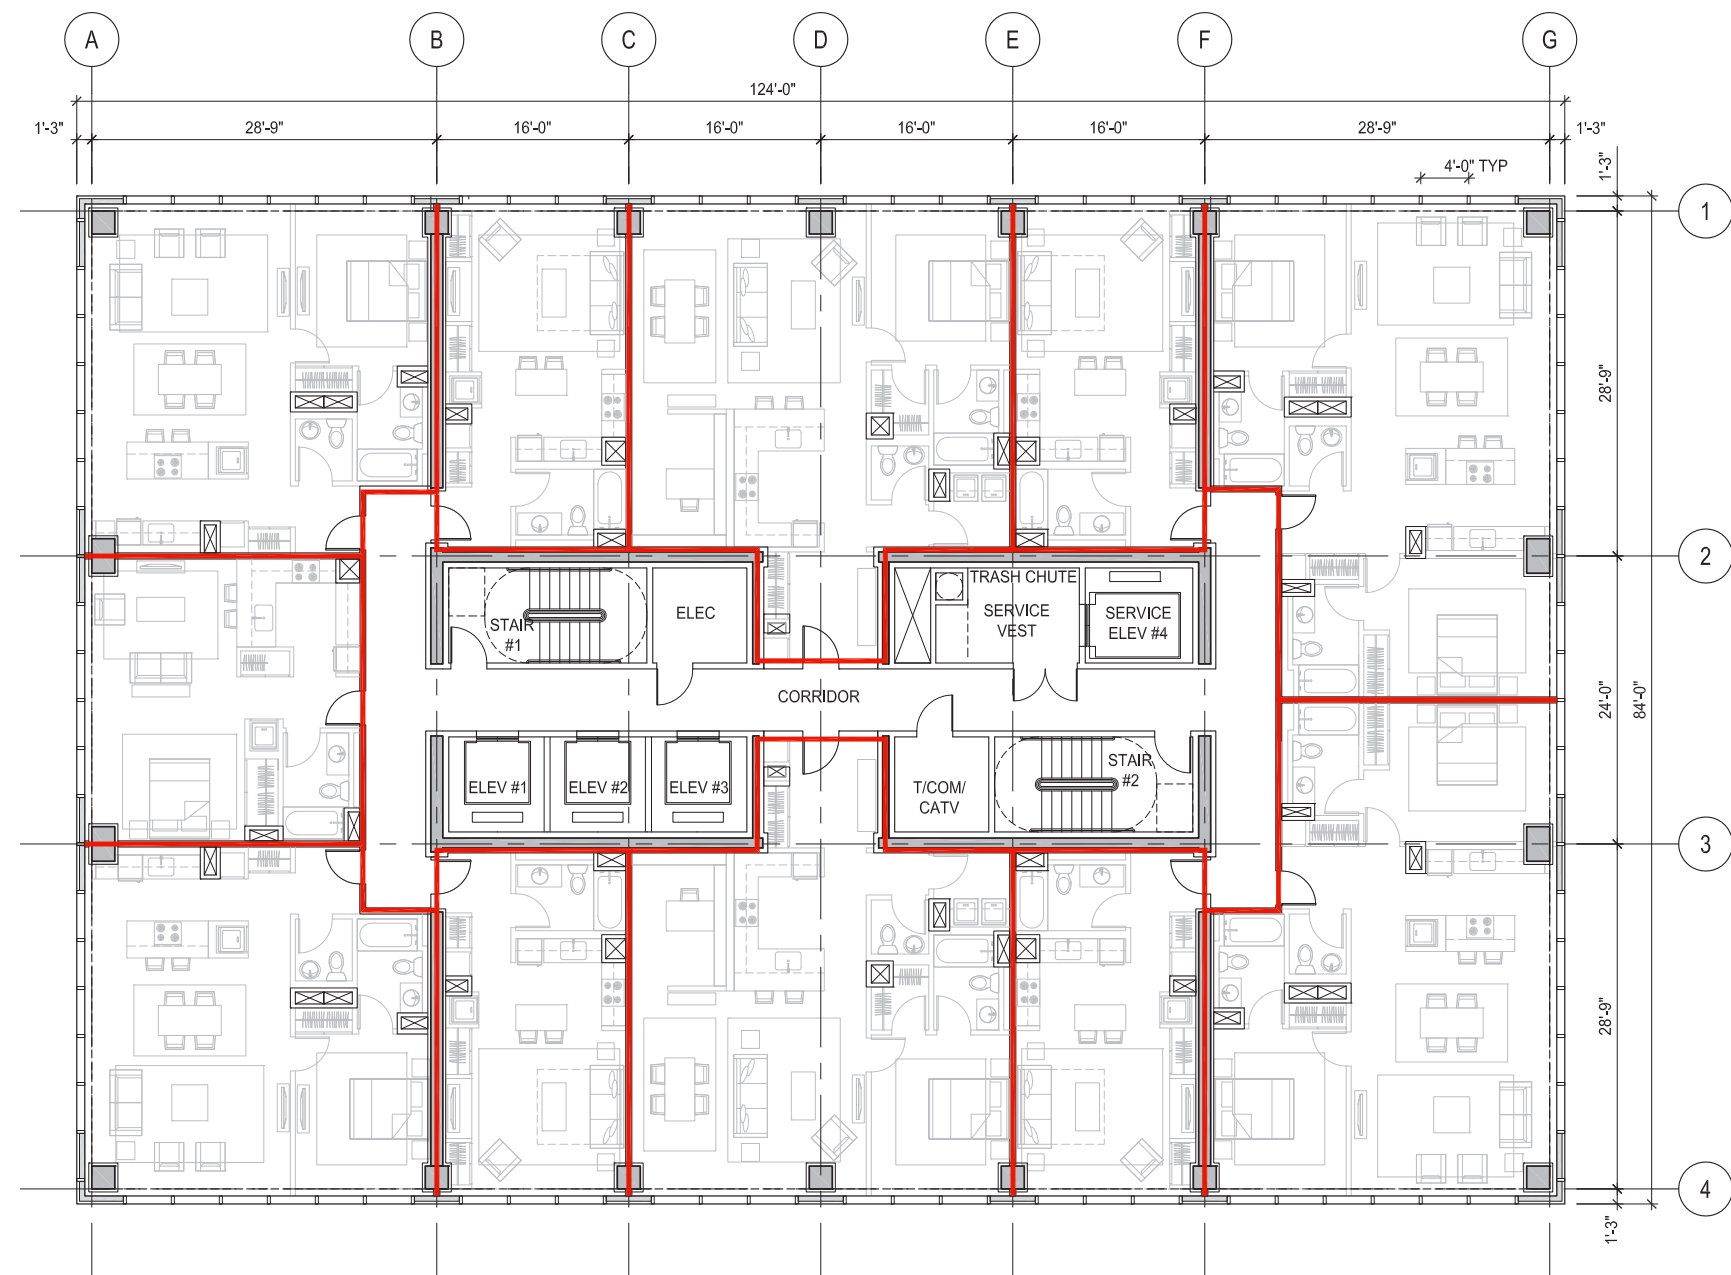 A B C D E F G
124'-0"
1'-3" 28'-9" 16'-0" 16'-0" 16'-0" 16'-0" 28'-9" 1'-3"
4'-0" TYP
1'-3"
1
28'-9"
2
TRASH CHUTE
STAIR
#1
ELEC
SERVICE
VEST
SERVICE
ELEV #4
CORRIDOR
24'-0"
84'-0"
ELEV #1
ELEV #2
ELEV #3
T/COM/
CATV
STAIR
#2
3
28'-9"
4
1'-3"